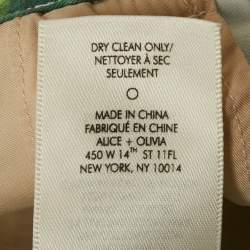 DRY CLEAN ONLY/
NETTOYER À SEC
SEULEMENT
MADE IN CHINA
FABRIQUÉ EN CHINE
ALICE + OLIVIA
450 W 14TH ST 11FL
NEW YORK, NY 10014